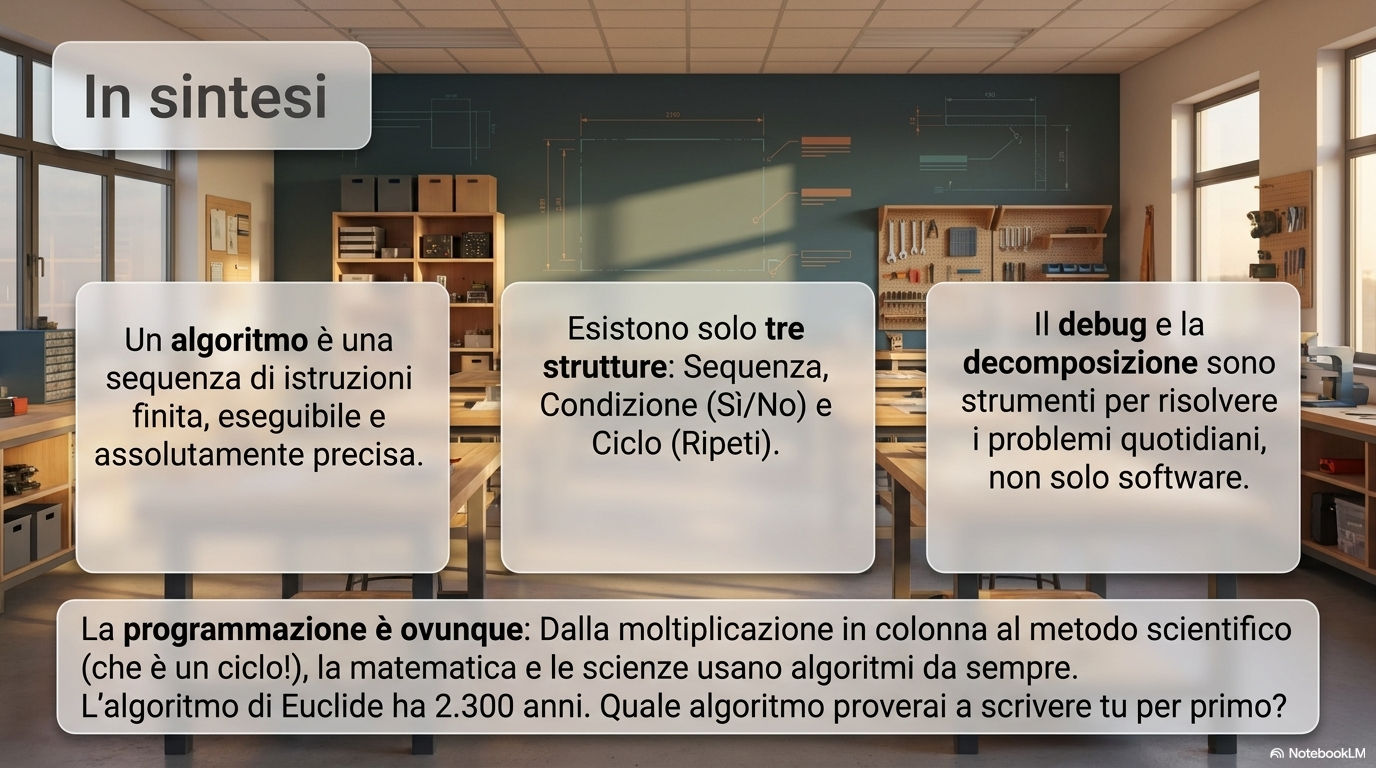 In sintesi
Un algoritmo è una
sequenza di istruzioni
finita, eseguibile e
assolutamente precisa.
Esistono solo tre
strutture: Sequenza,
Condizione (Sì/No) e
Ciclo (Ripeti).
Il debug e la
decomposizione sono
strumenti per risolvere
i problemi quotidiani,
non solo software.
La programmazione è ovunque: Dalla moltiplicazione in colonna al metodo scientifico
(che è un ciclo!), la matematica e le scienze usano algoritmi da sempre.
L'algoritmo di Euclide ha 2.300 anni. Quale algoritmo proverai a scrivere tu per primo?
NotebookLM